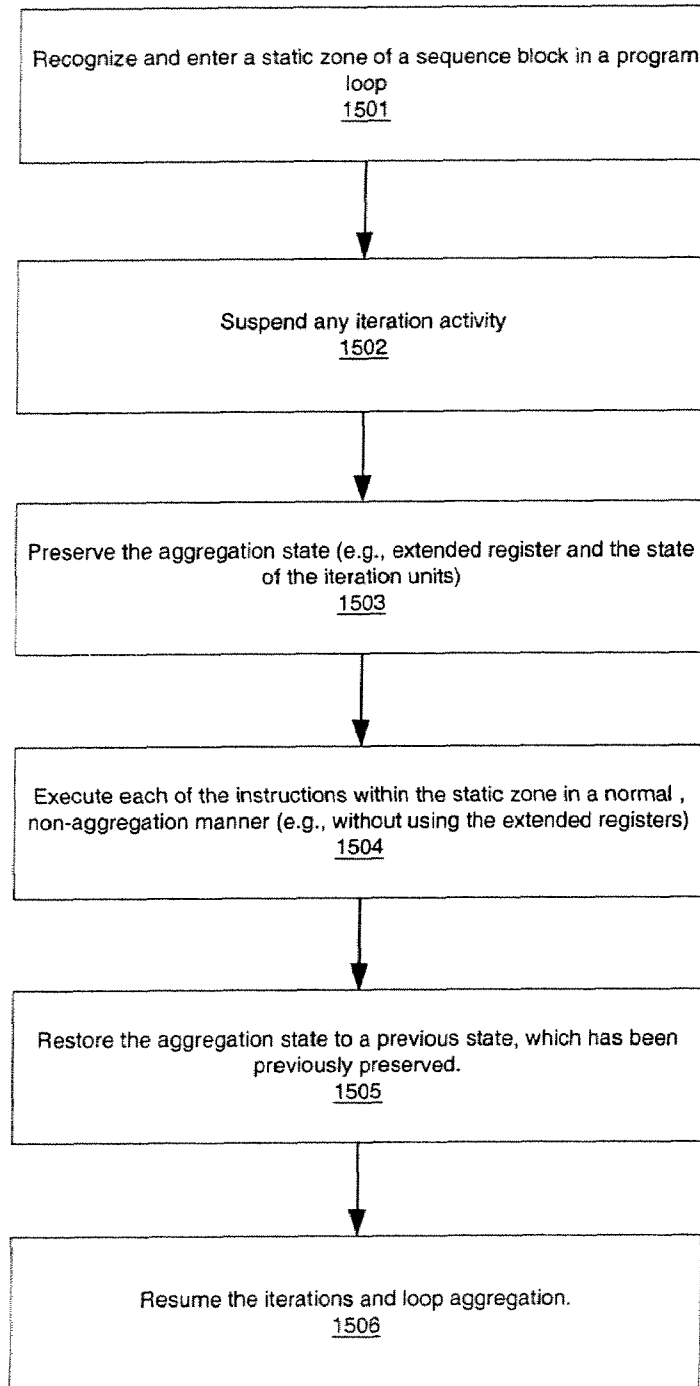 Recognize and enter a static zone of a sequence block in a program
loop
1501
Suspend any iteration activity
1502
Preserve the aggregation state (e.g., extended register and the state
of the iteration units)
1503
Execute each of the instructions within the static zone in a normal ,
non-aggregation manner (e.g., without using the extended registers)
1504
Restore the aggregation state to a previous state, which has been
previously preserved.
1505
Resume the iterations and loop aggregation.
1506